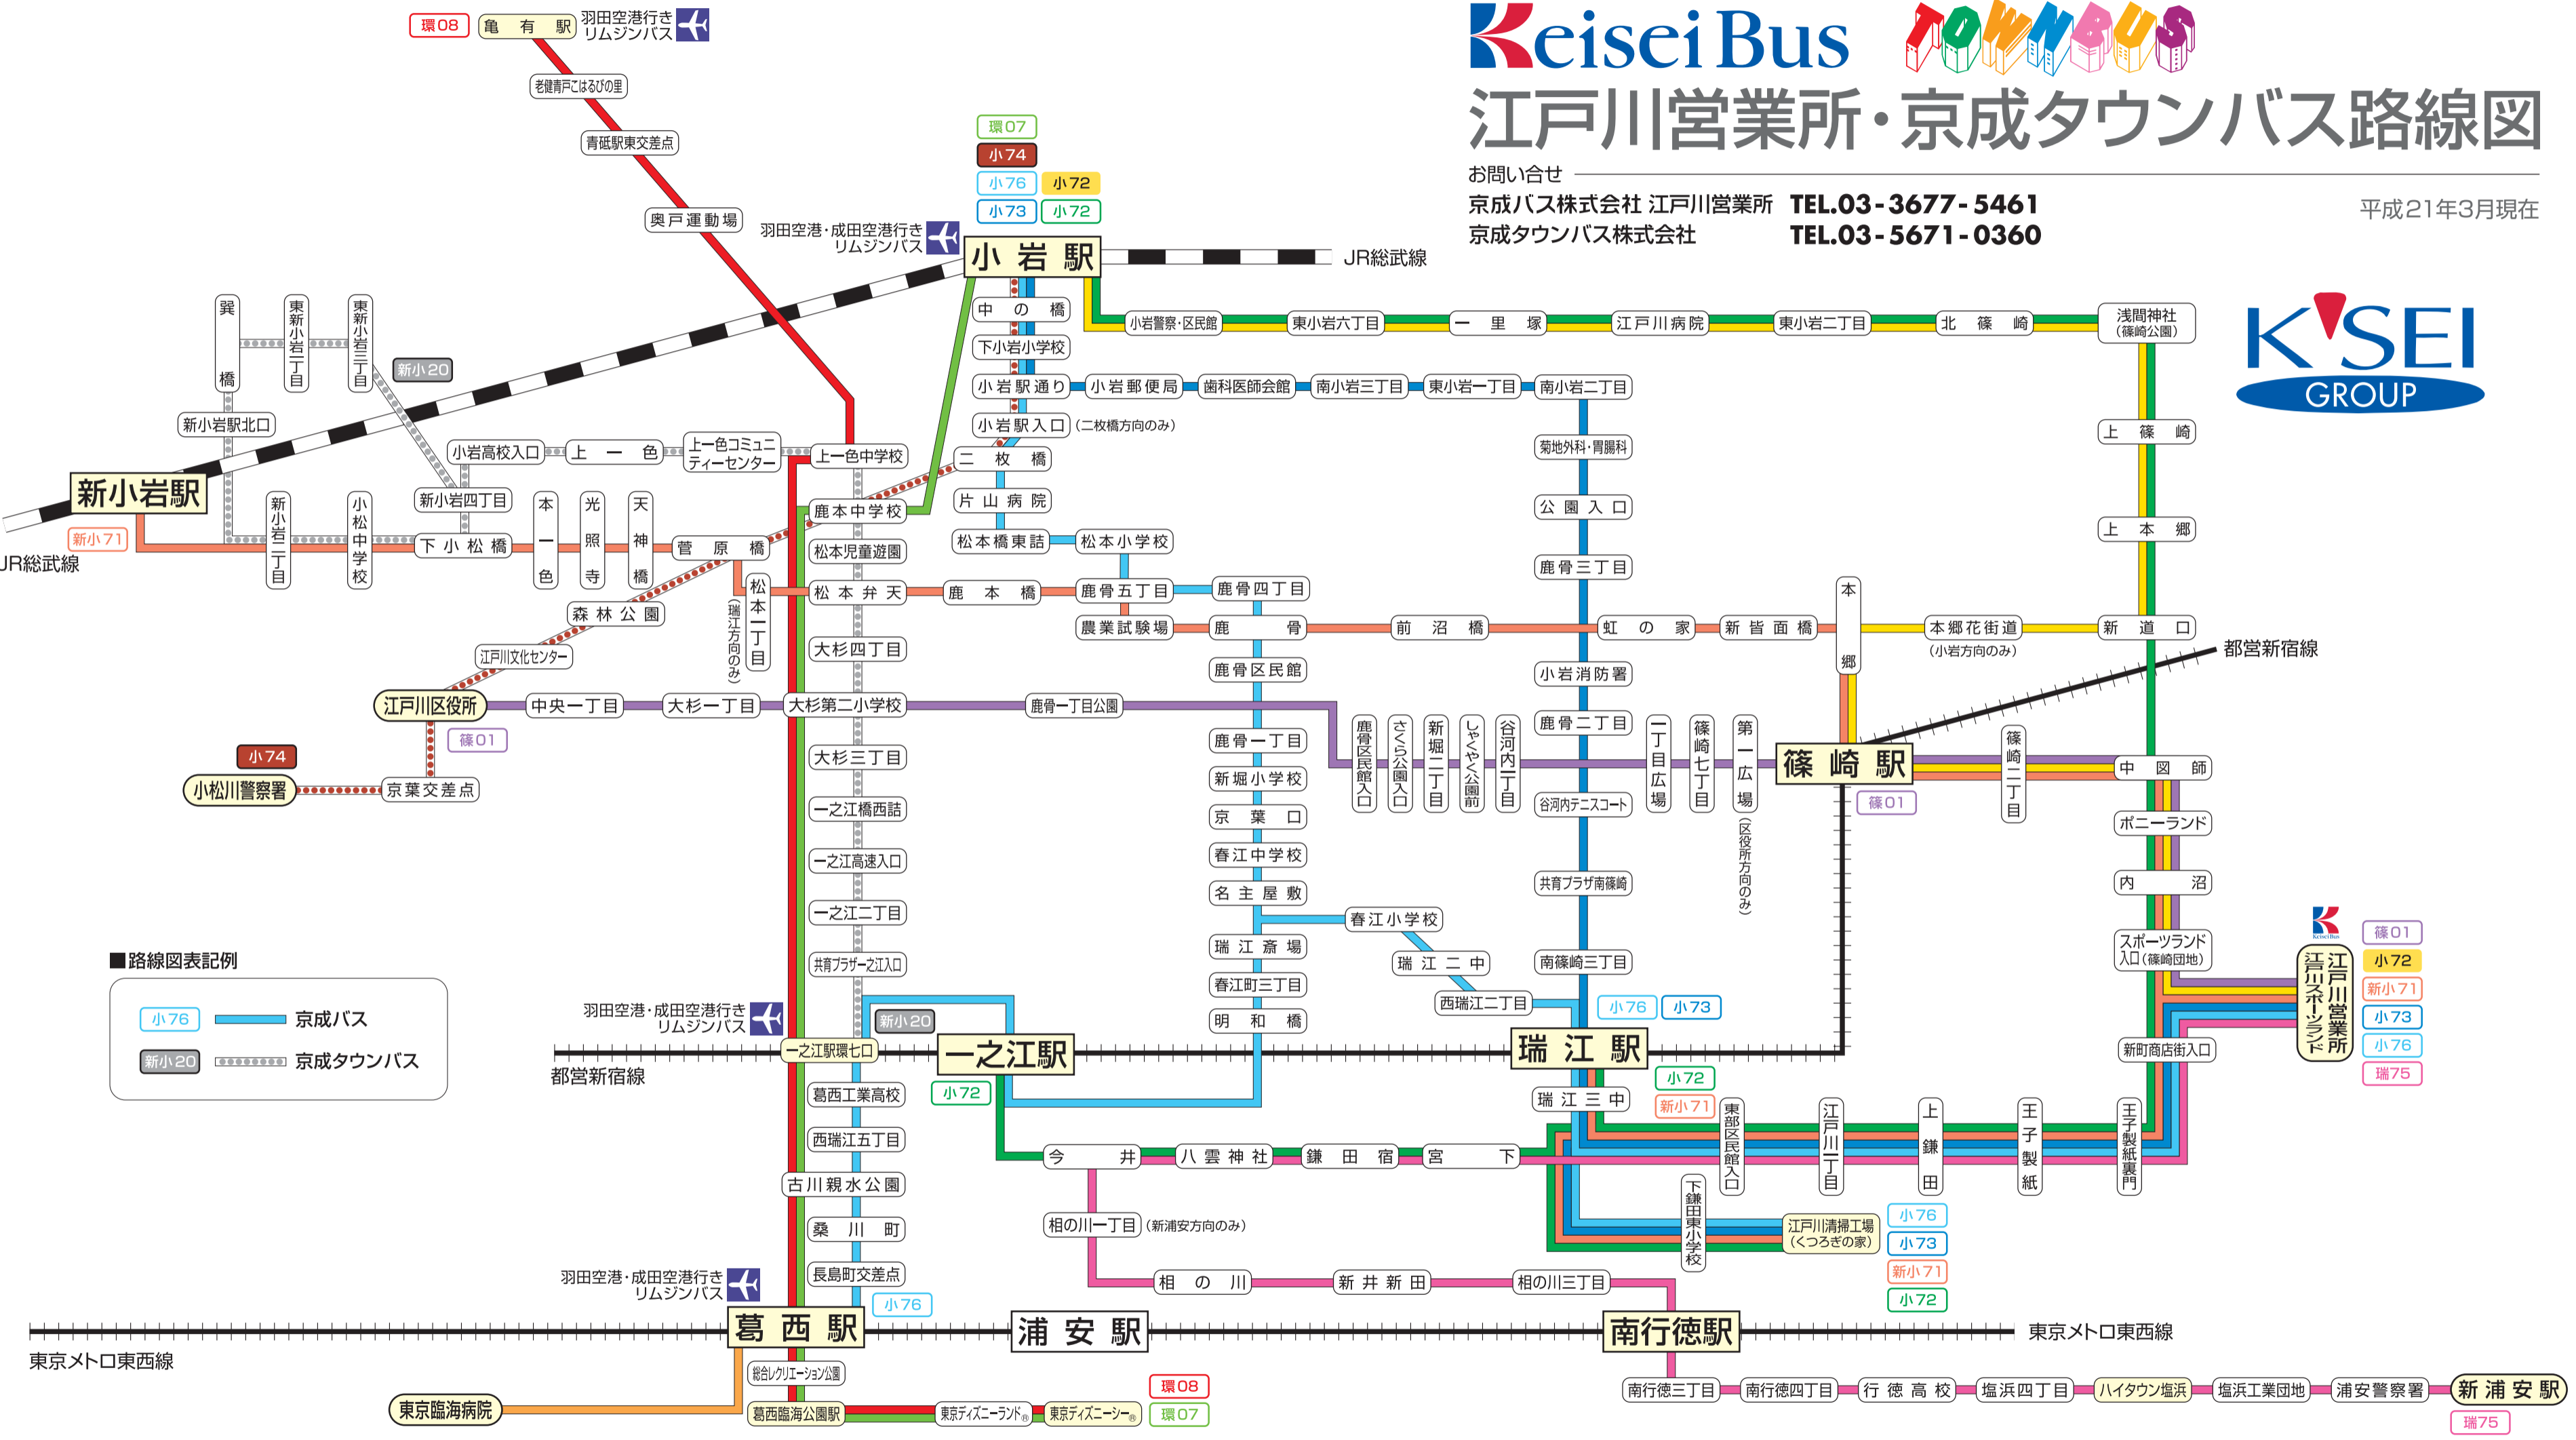 環08
亀有駅
羽田空港行き
リムジンバス
老健青戸こはるびの里
青砥駅東交差点
奥戸運動場
Keisei Bus
TOWNBUS
江戸川営業所・京成タウンバス路線図
お問い合せ
京成バス株式会社 江戸川営業所 TEL.03-3677-5461
京成タウンバス株式会社 TEL.03-5671-0360
平成21年3月現在
K'SEI
GROUP
環07
小74
小76 小72
小73 小72
羽田空港・成田空港行き
リムジンバス
小岩駅
JR総武線
中の橋
下小岩小学校
小岩駅通り
小岩郵便局
歯科医師会館
南小岩三丁目
東小岩一丁目
南小岩二丁目
小岩駅入口
(二枚橋方向のみ)
二枚橋
片山病院
松本橋東詰
松本小学校
小岩警察・区民館
東小岩六丁目
一里塚
江戸川病院
東小岩二丁目
北篠崎
浅間神社
(篠崎公園)
上篠崎
上本郷
新道口
本郷花街道
(小岩方向のみ)
本郷
都営新宿線
巽橋
東新小岩二丁目
東新小岩三丁目
新小20
新小岩駅北口
新小岩駅
新小71
JR総武線
小岩高校入口
上一色
上一色コミュニ
ティーセンター
上一色中学校
新小岩四丁目
新小岩二丁目
小松中学校
下小松橋
本一色
光照寺
天神橋
菅原橋
松本一丁目
(瑞江方向のみ)
鹿本中学校
松本児童遊園
松本弁天
鹿本橋
鹿骨五丁目
鹿骨四丁目
農業試験場
鹿骨
前沼橋
虹の家
新皆面橋
森林公園
江戸川文化センター
江戸川区役所
篠01
小74
小松川警察署
京葉交差点
中央一丁目
大杉一丁目
大杉第二小学校
鹿骨一丁目公園
大杉四丁目
大杉三丁目
一之江橋西詰
一之江高速入口
一之江二丁目
共育プラザ一之江入口
鹿骨区民館
鹿骨一丁目
新堀小学校
京葉口
春江中学校
名主屋敷
瑞江斎場
春江町三丁目
明和橋
春江小学校
瑞江二中
西瑞江二丁目
菊地外科・胃腸科
公園入口
鹿骨三丁目
小岩消防署
鹿骨二丁目
谷河内テニスコート
共育プラザ南篠崎
南篠崎三丁目
鹿骨区民館入口
さくら公園入口
新堀二丁目
しゃくやく公園前
谷河内一丁目
一丁目広場
篠崎七丁目
第一広場
(区役所方向のみ)
篠崎駅
篠01
篠崎二丁目
中図師
ポニーランド
内沼
スポーツランド
入口(篠崎団地)
新町商店街入口
KeiseiBus
江戸川営業所
江戸川スポーツランド
篠01
小72
新小71
小73
小76
瑞75
■路線図表記例
小76 京成バス
新小20 京成タウンバス
羽田空港・成田空港行き
リムジンバス
新小20
一之江駅環七口
一之江駅
都営新宿線
小72
小76 小73
瑞江駅
小72
新小71
瑞江三中
東部区民館入口
江戸川一丁目
上鎌田
王子製紙
王子製紙裏門
葛西工業高校
西瑞江五丁目
古川親水公園
桑川町
長島町交差点
今井
八雲神社
鎌田宿
宮下
下鎌田東小学校
江戸川清掃工場
(くつろぎの家)
小76
小73
新小71
小72
相の川一丁目
(新浦安方向のみ)
相の川
新井新田
相の川三丁目
羽田空港・成田空港行き
リムジンバス
小76
葛西駅
浦安駅
南行徳駅
東京メトロ東西線
東京メトロ東西線
総合レクリエーション公園
東京臨海病院
葛西臨海公園駅
東京ディズニーランド®
東京ディズニーシー®
環08
環07
南行徳三丁目
南行徳四丁目
行徳高校
塩浜四丁目
ハイタウン塩浜
塩浜工業団地
浦安警察署
新浦安駅
瑞75